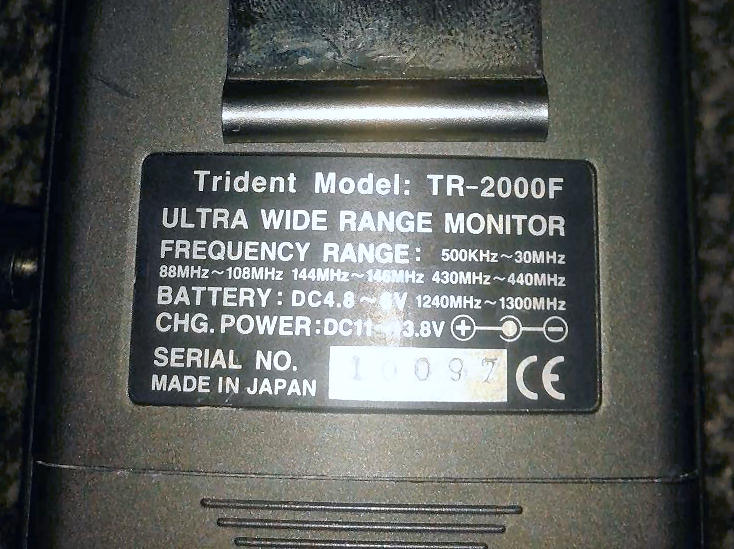 Trident Model: TR-2000F
ULTRA WIDE RANGE MONITOR
FREQUENCY RANGE: 500KHz~30MHz
88MHz~108MHz 144MHz~146MHz 430MHz~440MHz
BATTERY: DC4.8~6V 1240MHz~1300MHz
CHG. POWER:DC11~13.8V
SERIAL NO. 10097
MADE IN JAPAN CE